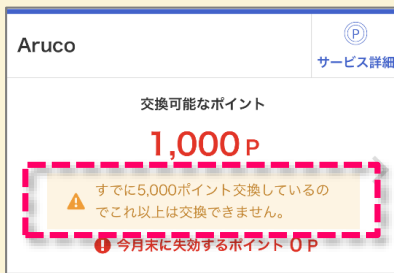 Aruco
P
サービス詳細
交換可能なポイント
1,000 P
すでに5,000ポイント交換しているの
でこれ以上は交換できません。
今月末に失効するポイント 0 P